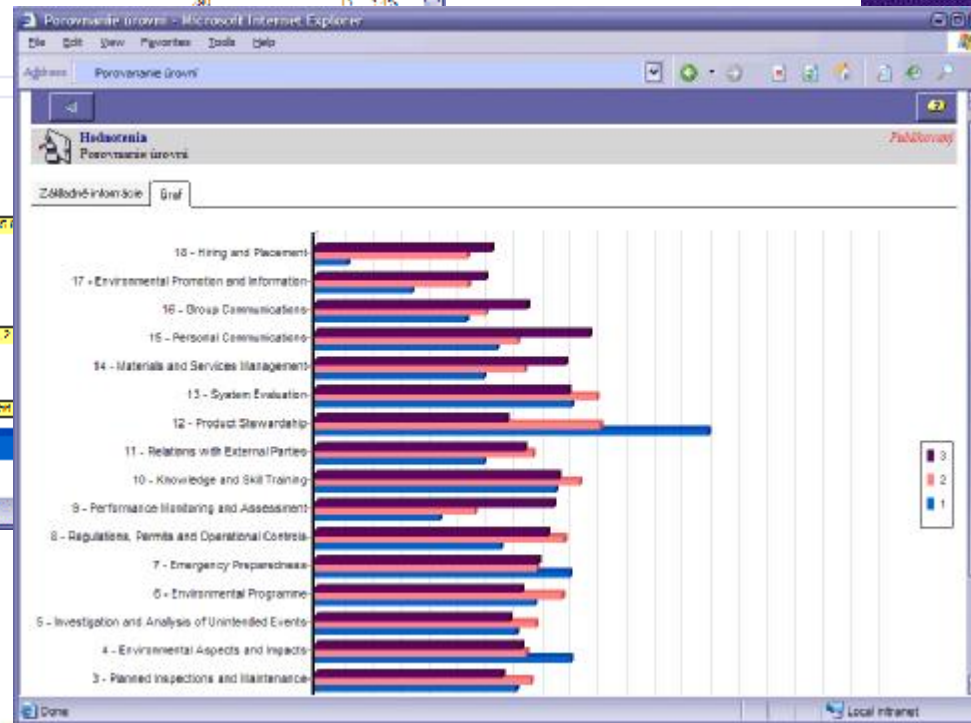 Porovnanie úrovní - Microsoft Internet Explorer
File Edit View Favorites Tools Help
Address Porovnanie úrovní
Hodnotenia
Porovnanie úrovní
Publikovaný
Základné informácie Graf
18 - Hiring and Placement
17 - Environmental Promotion and Information
16 - Group Communications
15 - Personal Communications
14 - Materials and Services Management
13 - System Evaluation
12 - Product Stewardship
11 - Relations with External Parties
10 - Knowledge and Skill Training
9 - Performance Monitoring and Assessment
8 - Regulations, Permits and Operational Controls
7 - Emergency Preparedness
6 - Environmental Programme
5 - Investigation and Analysis of Unintended Events
4 - Environmental Aspects and Impacts
3 - Planned Inspections and Maintenance
3
2
1
Done
Local intranet